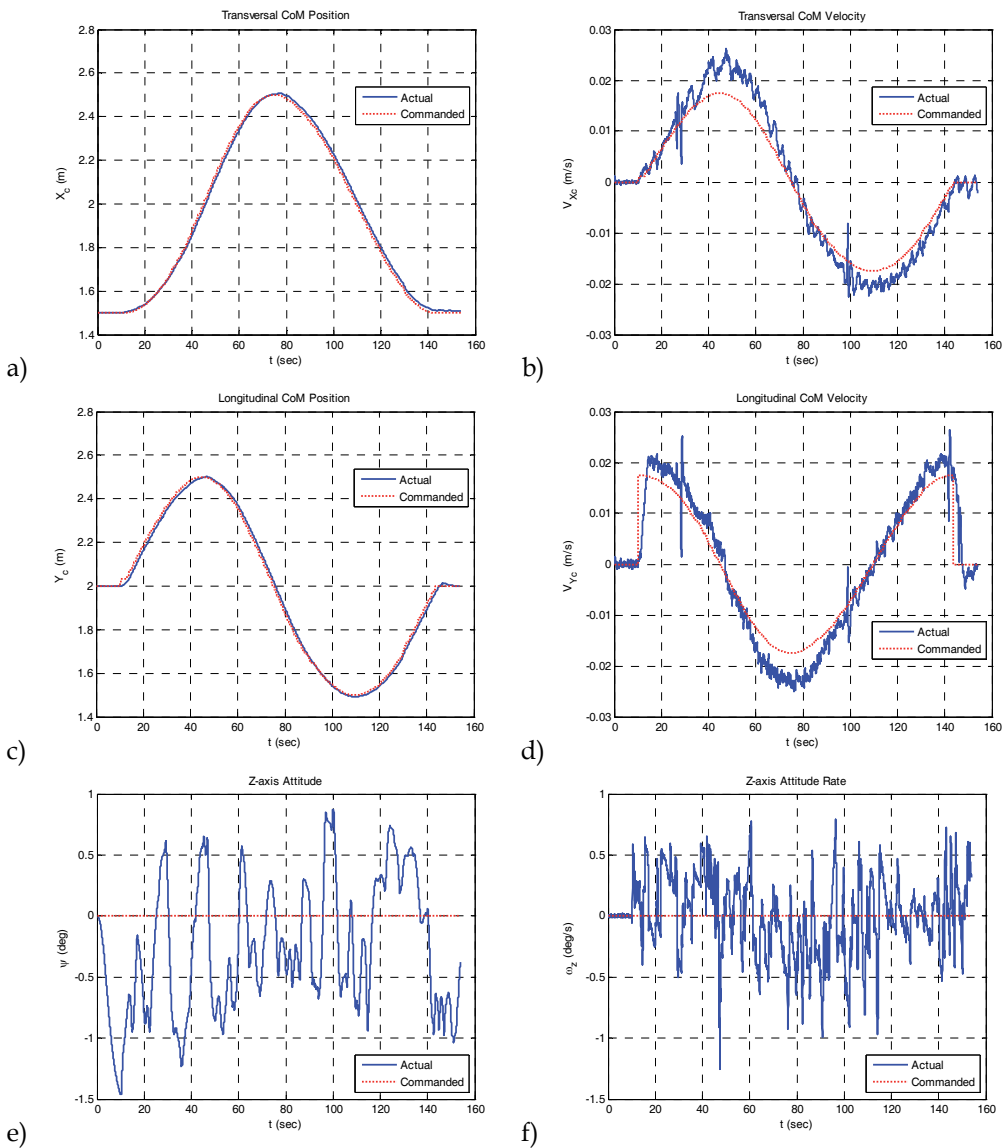 Transversal CoM Position
2.8
2.6
2.4
2.2
2
1.8
1.6
1.4
X_c (m)
0 20 40 60 80 100 120 140 160
t (sec)
Actual
Commanded
a)
Transversal CoM Velocity
0.03
0.02
0.01
0
-0.01
-0.02
-0.03
V_Xc (m/s)
0 20 40 60 80 100 120 140 160
t (sec)
Actual
Commanded
b)
Longitudinal CoM Position
2.8
2.6
2.4
2.2
2
1.8
1.6
1.4
Y_c (m)
0 20 40 60 80 100 120 140 160
t (sec)
Actual
Commanded
c)
Longitudinal CoM Velocity
0.03
0.02
0.01
0
-0.01
-0.02
-0.03
V_Yc (m/s)
0 20 40 60 80 100 120 140 160
t (sec)
Actual
Commanded
d)
Z-axis Attitude
1
0.5
0
-0.5
-1
-1.5
ψ (deg)
0 20 40 60 80 100 120 140 160
t (sec)
Actual
Commanded
e)
Z-axis Attitude Rate
1
0.5
0
-0.5
-1
-1.5
ω_z (deg/s)
0 20 40 60 80 100 120 140 160
t (sec)
Actual
Commanded
f)